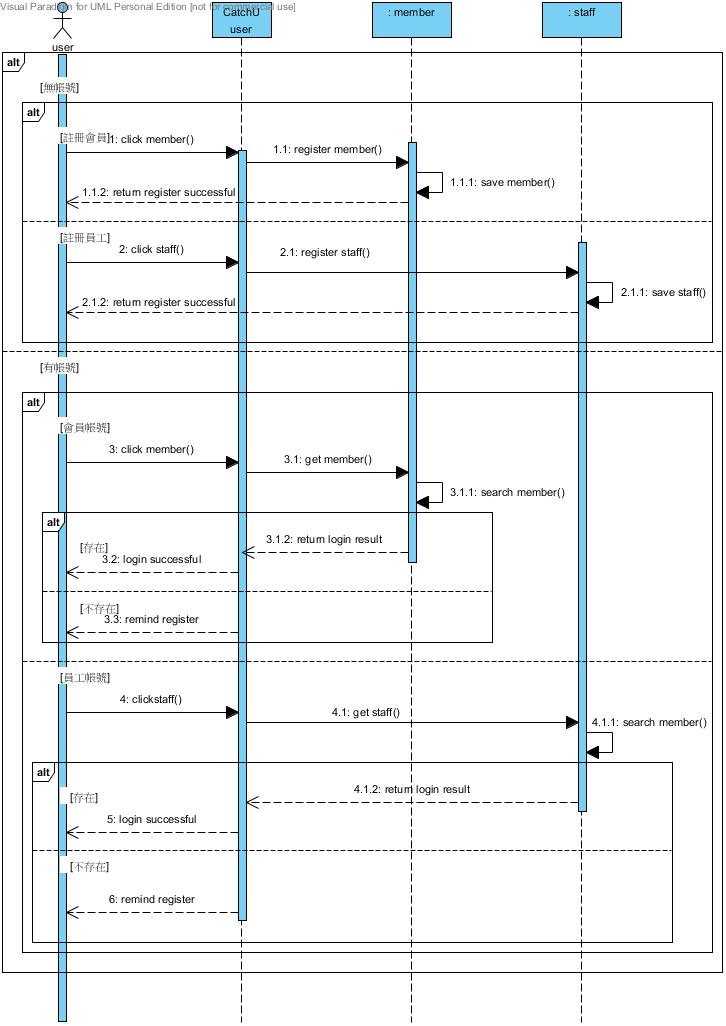 Visual Paradigm for UML Personal Edition [not for commercial use]
CatchU
user
: member
: staff
user
alt
[無帳號]
alt
[註冊會員]
1: click member()
1.1: register member()
1.1.1: save member()
1.1.2: return register successful
[註冊員工]
2: click staff()
2.1: register staff()
2.1.1: save staff()
2.1.2: return register successful
[有帳號]
alt
[會員帳號]
3: click member()
3.1: get member()
3.1.1: search member()
alt
3.1.2: return login result
[存在]
3.2: login successful
[不存在]
3.3: remind register
[員工帳號]
4: clickstaff()
4.1: get staff()
4.1.1: search member()
alt
4.1.2: return login result
[存在]
5: login successful
[不存在]
6: remind register